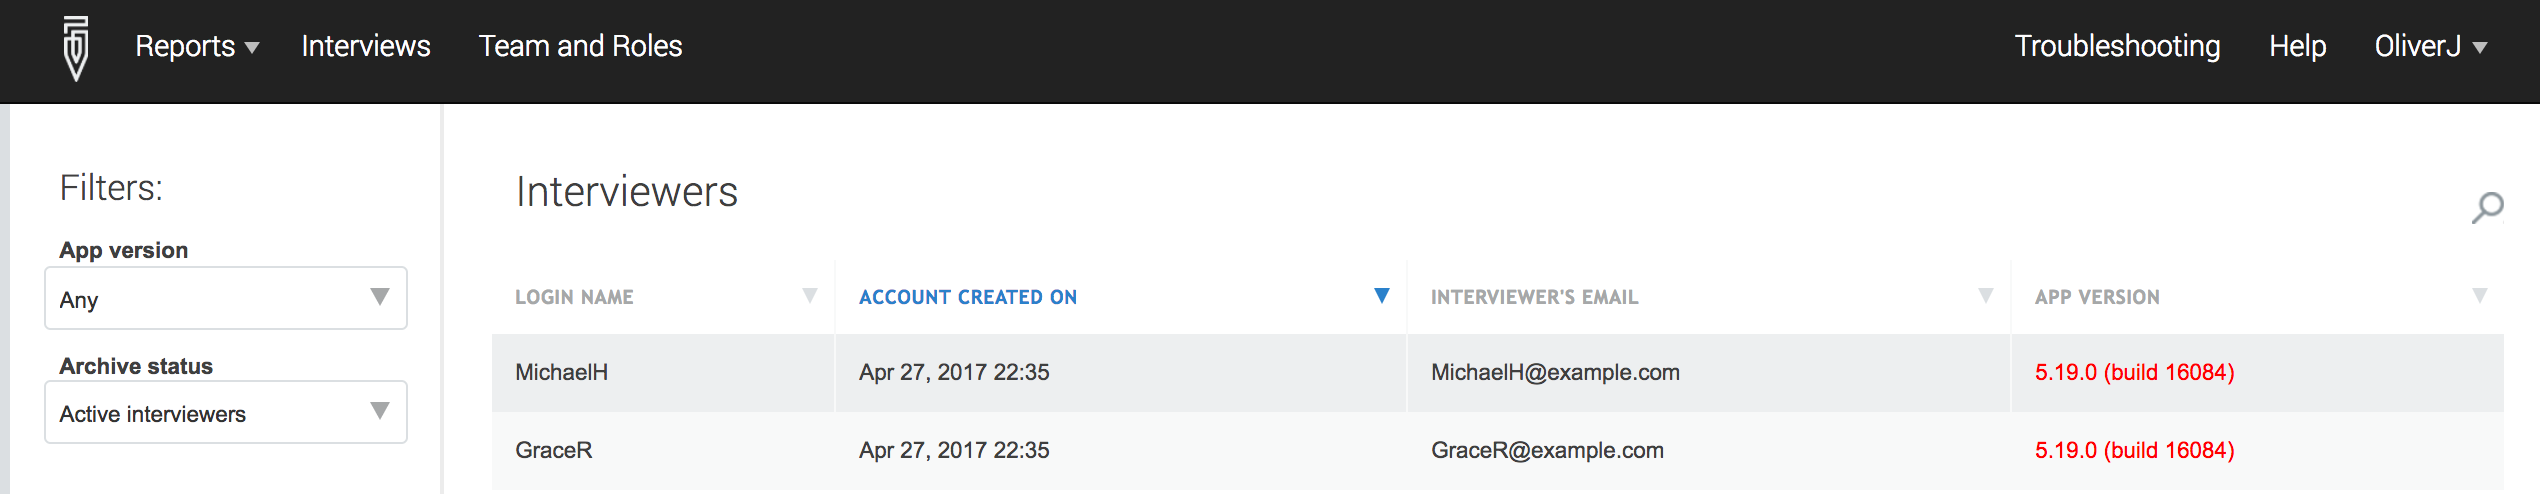 Reports Interviews Team and Roles Troubleshooting Help OliverJ
Filters:
App version
Any
Archive status
Active interviewers
Interviewers
LOGIN NAME ACCOUNT CREATED ON INTERVIEWER'S EMAIL APP VERSION
MichaelH Apr 27, 2017 22:35 MichaelH@example.com 5.19.0 (build 16084)
GraceR Apr 27, 2017 22:35 GraceR@example.com 5.19.0 (build 16084)